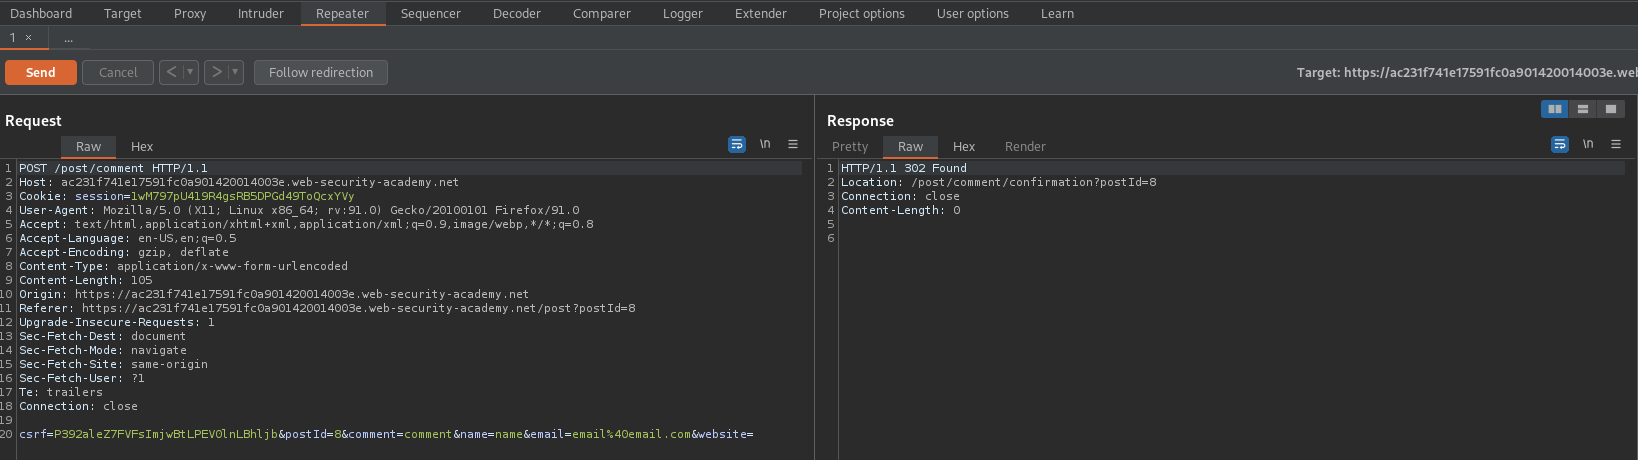 Dashboard Target Proxy Intruder Repeater Sequencer Decoder Comparer Logger Extender Project options User options Learn
1 × ...
Send Cancel < > Follow redirection Target: https://ac231f741e17591fc0a901420014003e.we
Request
Raw Hex \n
1 POST /post/comment HTTP/1.1
2 Host: ac231f741e17591fc0a901420014003e.web-security-academy.net
3 Cookie: session=1wM797pU4l9R4gsRB5DPGd49ToQcxYVy
4 User-Agent: Mozilla/5.0 (X11; Linux x86_64; rv:91.0) Gecko/20100101 Firefox/91.0
5 Accept: text/html,application/xhtml+xml,application/xml;q=0.9,image/webp,*/*;q=0.8
6 Accept-Language: en-US,en;q=0.5
7 Accept-Encoding: gzip, deflate
8 Content-Type: application/x-www-form-urlencoded
9 Content-Length: 105
10 Origin: https://ac231f741e17591fc0a901420014003e.web-security-academy.net
11 Referer: https://ac231f741e17591fc0a901420014003e.web-security-academy.net/post?postId=8
12 Upgrade-Insecure-Requests: 1
13 Sec-Fetch-Dest: document
14 Sec-Fetch-Mode: navigate
15 Sec-Fetch-Site: same-origin
16 Sec-Fetch-User: ?1
17 Te: trailers
18 Connection: close
19
20 csrf=P392aleZ7FVFsImjwBtLPEV0lnLBhljb&postId=8&comment=comment&name=name&email=email%40email.com&website=
Response
Pretty Raw Hex Render \n
1 HTTP/1.1 302 Found
2 Location: /post/comment/confirmation?postId=8
3 Connection: close
4 Content-Length: 0
5
6